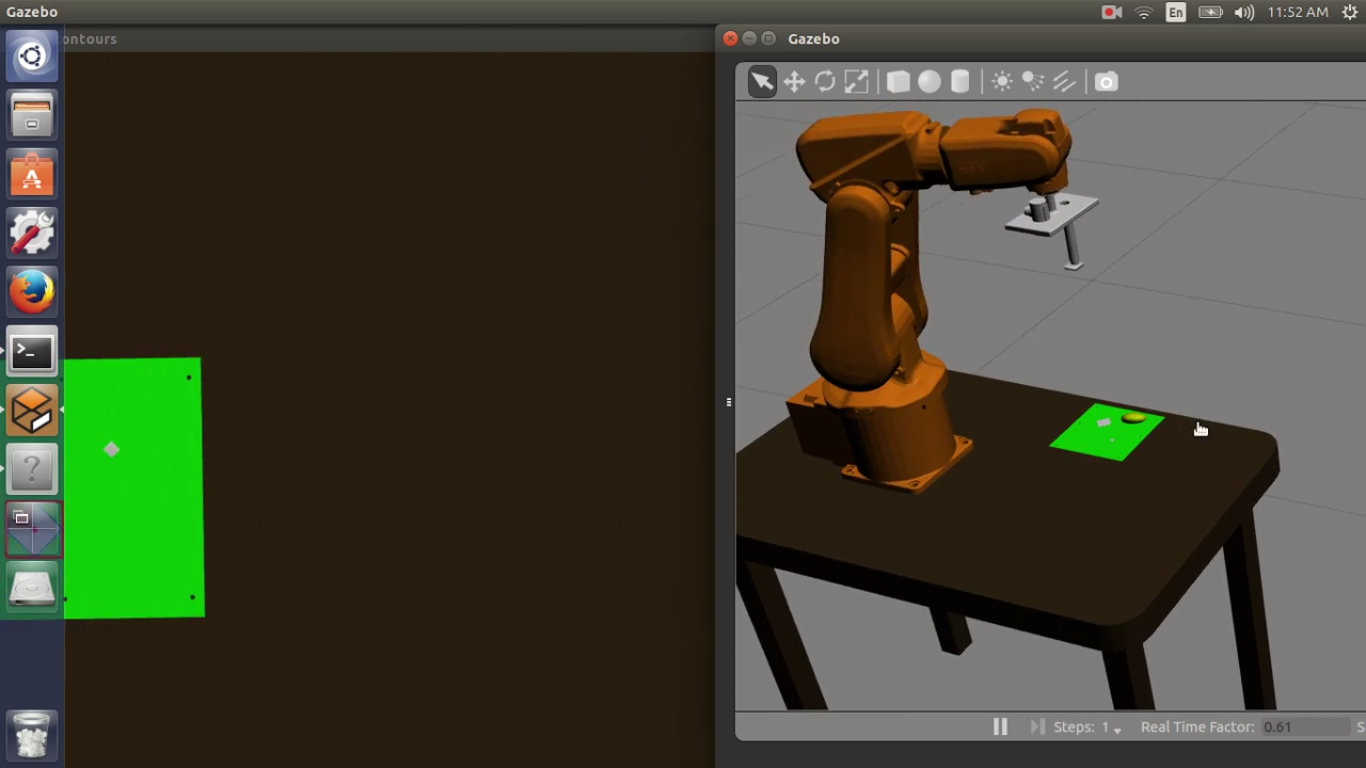 Gazebo
En
11:52 AM
ontours
Gazebo
Steps: 1
Real Time Factor: 0.61
S